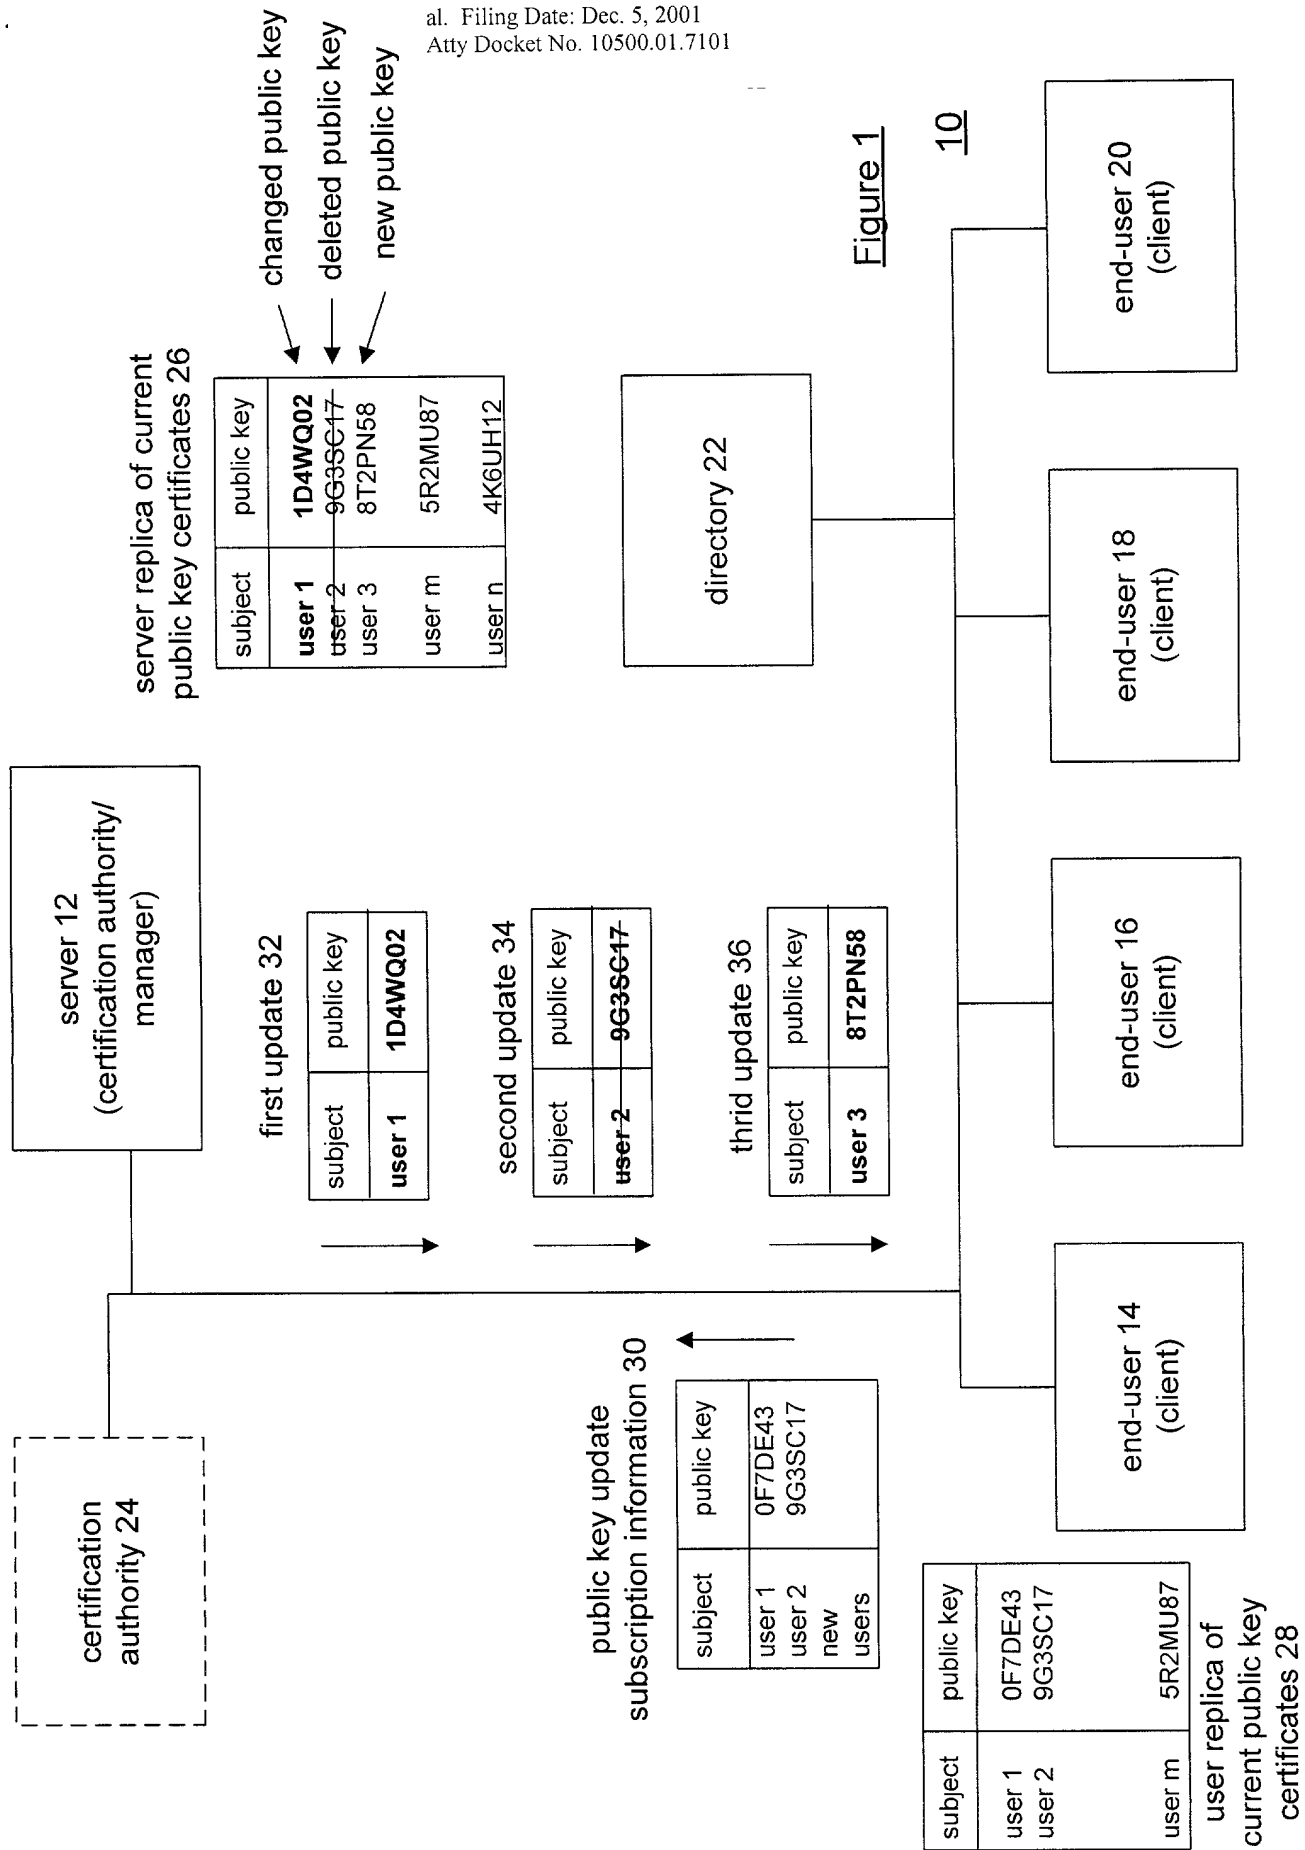 al. Filing Date: Dec. 5, 2001
Atty Docket No. 10500.01.7101
certification
authority 24
server 12
(certification authority/
manager)
server replica of current
public key certificates 26
subject public key
user 1 1D4WQ02
user 2 9G3SC17
user 3 8T2PN58
user m 5R2MU87
user n 4K6UH12
changed public key
deleted public key
new public key
first update 32
subject public key
user 1 1D4WQ02
second update 34
subject public key
user 2 9G3SC17
thrid update 36
subject public key
user 3 8T2PN58
public key update
subscription information 30
subject public key
user 1 0F7DE43
user 2 9G3SC17
new
users
directory 22
Figure 1
10
subject public key
user 1 0F7DE43
user 2 9G3SC17
user m 5R2MU87
user replica of
current public key
certificates 28
end-user 14
(client)
end-user 16
(client)
end-user 18
(client)
end-user 20
(client)